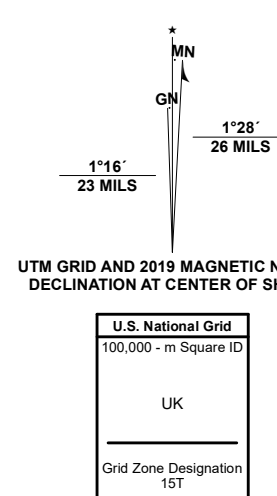 MN
GN
1°28´
26 MILS
1°16´
23 MILS
UTM GRID AND 2019 MAGNETIC N
DECLINATION AT CENTER OF SH
U.S. National Grid
100,000 - m Square ID
UK
Grid Zone Designation
15T